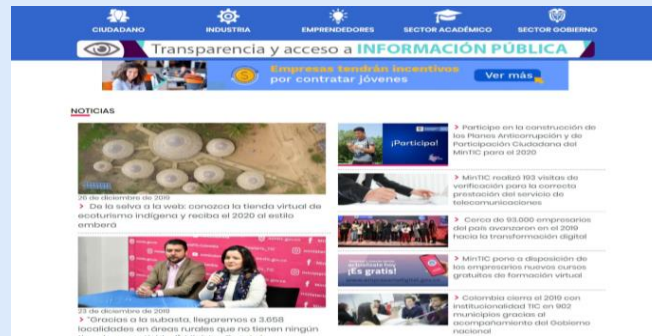 CIUDADANO
INDUSTRIA
EMPRENDEDORES
SECTOR ACADÉMICO
SECTOR GOBIERNO
Transparencia y acceso a INFORMACIÓN PÚBLICA
Empresas tendrán incentivos
por contratar jóvenes
Ver más
NOTICIAS
26 de diciembre de 2019
> De la selva a la web: conozca la tienda virtual de
ecoturismo indígena y reciba el 2020 al estilo
emberá
23 de diciembre de 2019
> "Gracias a la subasta, llegaremos a 3.658
localidades en áreas rurales que no tienen ningún
¡Participa!
> Participe en la construcción de
los Planes Anticorrupción y de
Participación Ciudadana del
MinTIC para el 2020
> MinTIC realizó 193 visitas de
verificación para la correcta
prestación del servicio de
telecomunicaciones
> Cerca de 93.000 empresarios
del país avanzaron en el 2019
hacia la transformación digital
¡Es gratis!
> MinTIC pone a disposición de
los empresarios nuevos cursos
gratuitos de formación virtual
> Colombia cierra el 2019 con
institucionalidad TIC en 902
municipios gracias al
acompañamiento del Gobierno
nacional